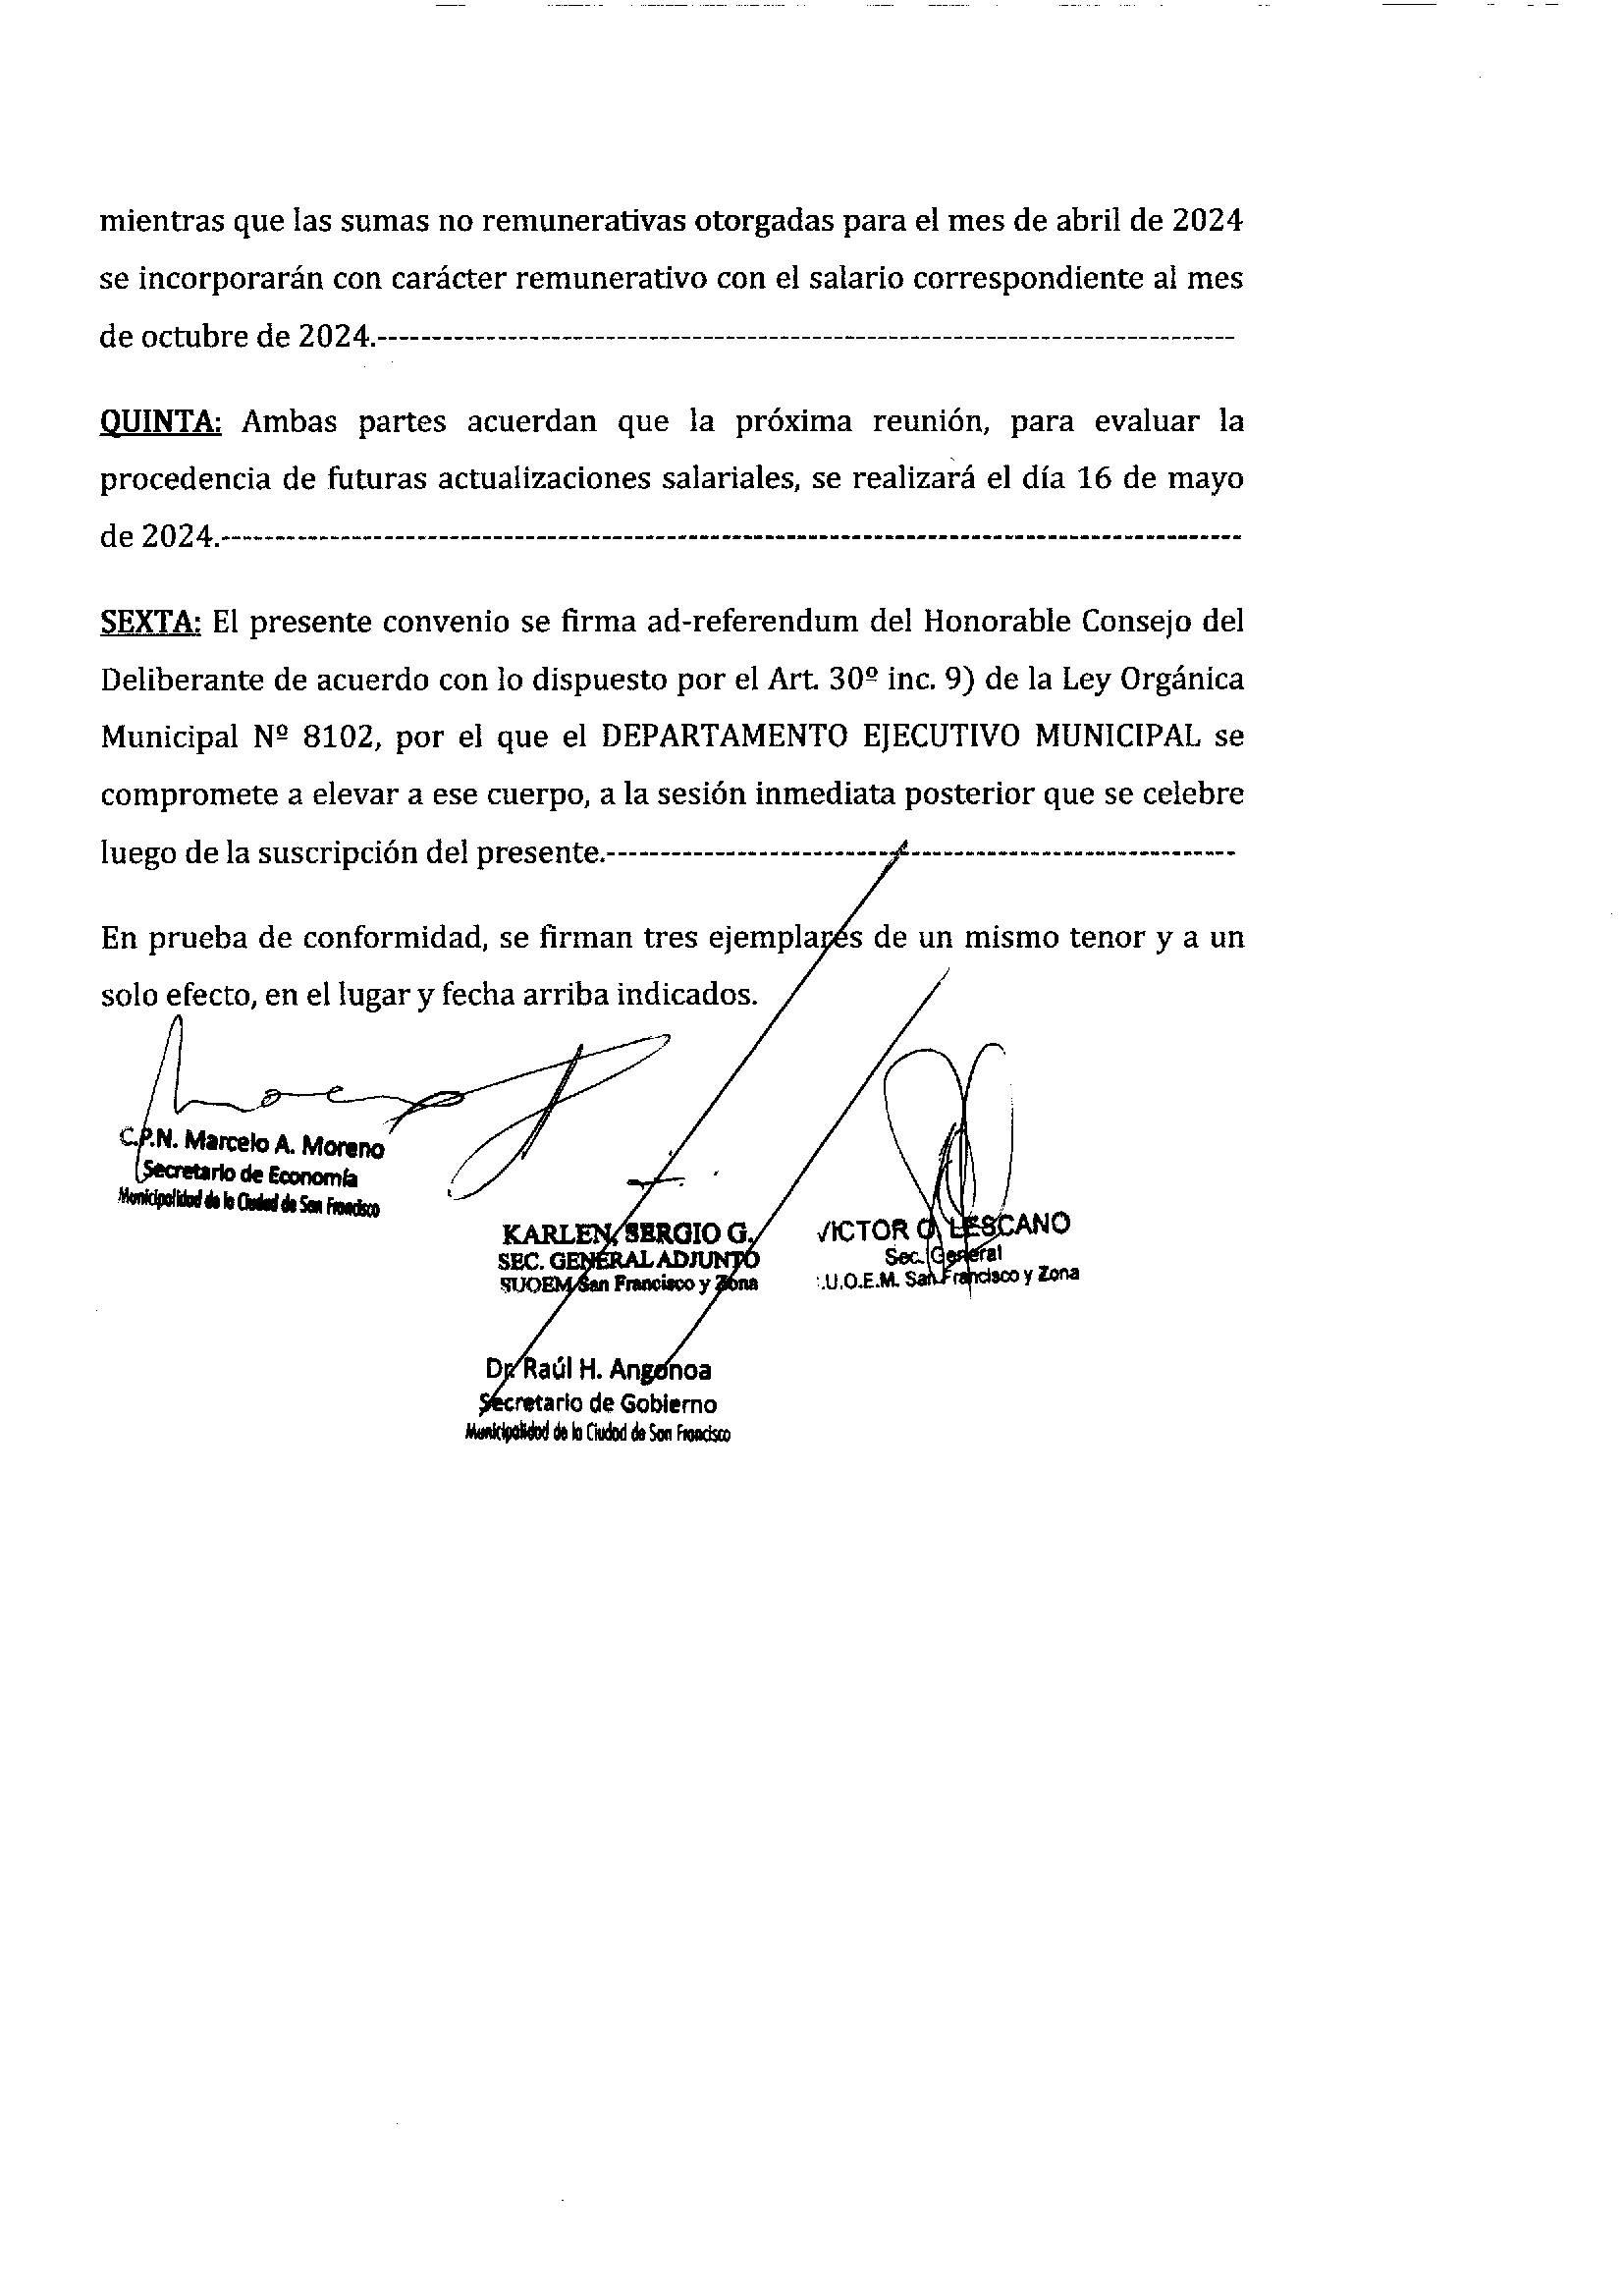 mientras que las sumas no remunerativas otorgadas para el mes de abril de 2024
se incorporarán con carácter remunerativo con el salario correspondiente al mes
de octubre de 2024.-------------------------------------------------------------------------------
QUINTA: Ambas partes acuerdan que la próxima reunión, para evaluar la
procedencia de futuras actualizaciones salariales, se realizará el día 16 de mayo
de 2024.----------------------------------------------------------------------------------------------
SEXTA: El presente convenio se firma ad-referendum del Honorable Consejo del
Deliberante de acuerdo con lo dispuesto por el Art. 30º inc. 9) de la Ley Orgánica
Municipal Nº 8102, por el que el DEPARTAMENTO EJECUTIVO MUNICIPAL se
compromete a elevar a ese cuerpo, a la sesión inmediata posterior que se celebre
luego de la suscripción del presente.----------------------------------------------------------
En prueba de conformidad, se firman tres ejemplares de un mismo tenor y a un
solo efecto, en el lugar y fecha arriba indicados.
C.P.N. Marcelo A. Moreno
Secretario de Economía
Municipalidad de la Ciudad de San Francisco
KARLEN, SERGIO G.
SEC. GENERAL ADJUNTO
SUOEM San Francisco y Zona
VICTOR O. LESCANO
Sec. General
.U.O.E.M. San Francisco y Zona
Dr. Raúl H. Angonoa
Secretario de Gobierno
Municipalidad de la Ciudad de San Francisco